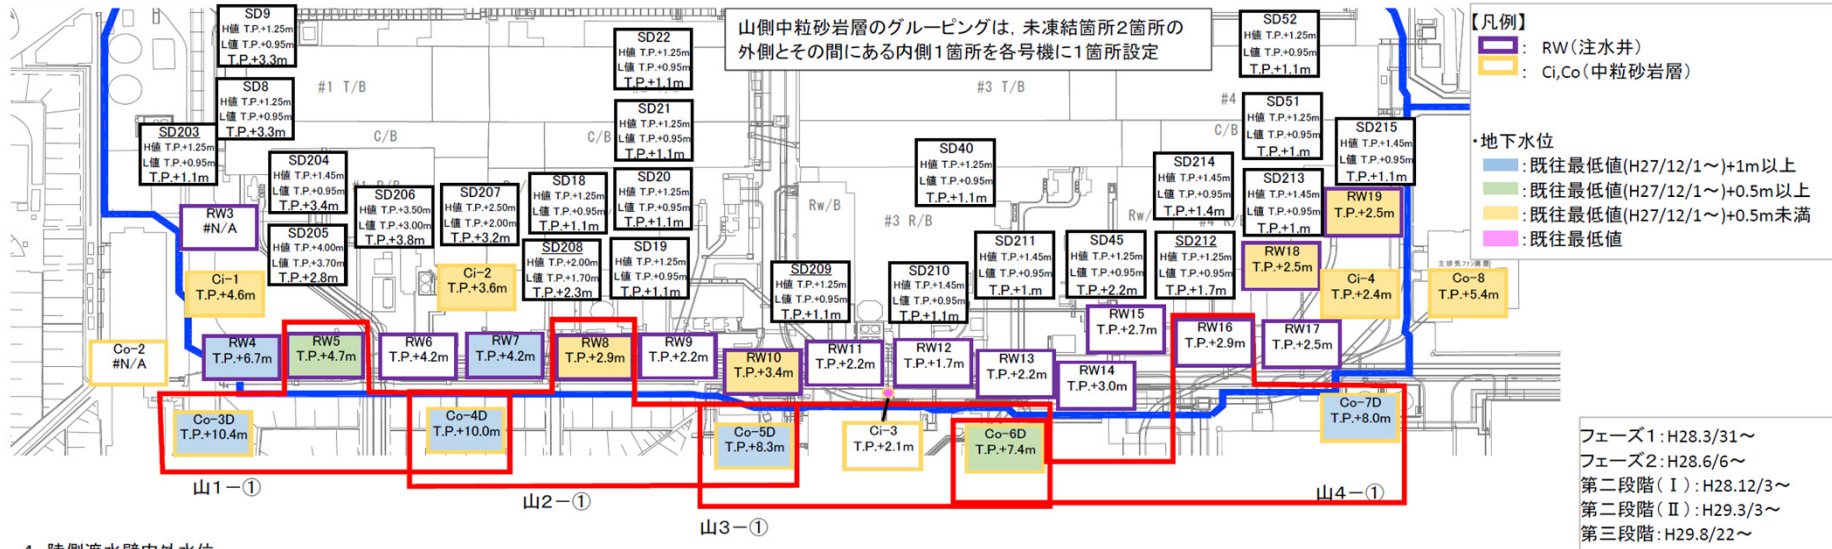 SD9
H値 T.P.+1.25m
L値 T.P.+0.95m
T.P.+3.3m
SD8
H値 T.P.+1.25m
L値 T.P.+0.95m
T.P.+3.3m
SD203
H値 T.P.+1.25m
L値 T.P.+0.95m
T.P.+1.1m
SD204
H値 T.P.+1.45m
L値 T.P.+0.95m
T.P.+3.4m
SD205
H値 T.P.+4.00m
L値 T.P.+3.70m
T.P.+2.8m
SD206
H値 T.P.+3.50m
L値 T.P.+3.00m
T.P.+3.8m
SD207
H値 T.P.+2.50m
L値 T.P.+2.00m
T.P.+3.2m
SD18
H値 T.P.+1.25m
L値 T.P.+0.95m
T.P.+1.1m
SD208
H値 T.P.+2.00m
L値 T.P.+1.70m
T.P.+2.3m
SD22
H値 T.P.+1.25m
L値 T.P.+0.95m
T.P.+1.1m
SD21
H値 T.P.+1.25m
L値 T.P.+0.95m
T.P.+1.1m
SD20
H値 T.P.+1.25m
L値 T.P.+0.95m
T.P.+1.1m
SD19
H値 T.P.+1.25m
L値 T.P.+0.95m
T.P.+1.1m
山側中粒砂岩層のグルーピングは，未凍結箇所2箇所の
外側とその間にある内側1箇所を各号機に1箇所設定
SD40
H値 T.P.+1.25m
L値 T.P.+0.95m
T.P.+1.1m
SD209
H値 T.P.+1.25m
L値 T.P.+0.95m
T.P.+1.1m
SD210
H値 T.P.+1.45m
L値 T.P.+0.95m
T.P.+1.1m
SD211
H値 T.P.+1.45m
L値 T.P.+0.95m
T.P.+1.m
SD45
H値 T.P.+1.25m
L値 T.P.+0.95m
T.P.+2.2m
SD212
H値 T.P.+1.25m
L値 T.P.+0.95m
T.P.+1.7m
SD214
H値 T.P.+1.45m
L値 T.P.+0.95m
T.P.+1.4m
SD52
H値 T.P.+1.25m
L値 T.P.+0.95m
T.P.+1.1m
SD51
H値 T.P.+1.25m
L値 T.P.+0.95m
T.P.+1.m
SD213
H値 T.P.+1.45m
L値 T.P.+0.95m
T.P.+1.m
SD215
H値 T.P.+1.45m
L値 T.P.+0.95m
T.P.+1.1m
#1 T/B
C/B
C/B
#3 T/B
Rw/B
#3 R/B
#4
C/B
RW3
#N/A
Ci-1
T.P.+4.6m
Ci-2
T.P.+3.6m
RW19
T.P.+2.5m
RW18
T.P.+2.5m
Ci-4
T.P.+2.4m
Co-8
T.P.+5.4m
Co-2
#N/A
RW4
T.P.+6.7m
RW5
T.P.+4.7m
RW6
T.P.+4.2m
RW7
T.P.+4.2m
RW8
T.P.+2.9m
RW9
T.P.+2.2m
RW10
T.P.+3.4m
RW11
T.P.+2.2m
RW12
T.P.+1.7m
RW13
T.P.+2.2m
RW14
T.P.+3.0m
RW15
T.P.+2.7m
RW16
T.P.+2.9m
RW17
T.P.+2.5m
Co-3D
T.P.+10.4m
Co-4D
T.P.+10.0m
Co-5D
T.P.+8.3m
Ci-3
T.P.+2.1m
Co-6D
T.P.+7.4m
Co-7D
T.P.+8.0m
山1－①
山2－①
山3－①
山4－①
【凡例】
： RW(注水井)
： Ci,Co(中粒砂岩層)
・地下水位
：既往最低値(H27/12/1～)+1m以上
：既往最低値(H27/12/1～)+0.5m以上
：既往最低値(H27/12/1～)+0.5m未満
：既往最低値
フェーズ1：H28.3/31～
フェーズ2：H28.6/6～
第二段階(Ⅰ)：H28.12/3～
第二段階(Ⅱ)：H29.3/3～
第三段階：H29.8/22～